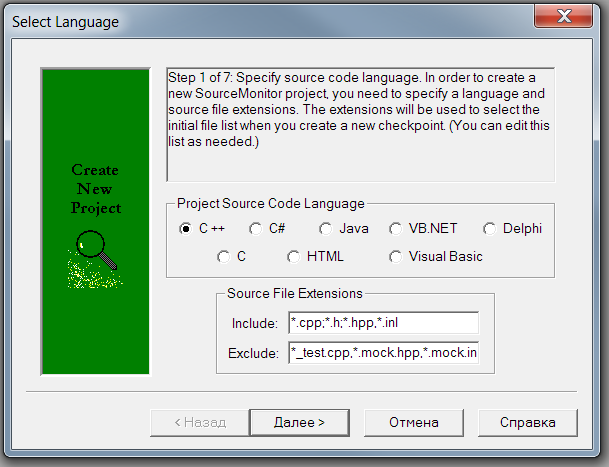 Select Language
Create
New
Project
Step 1 of 7: Specify source code language. In order to create a
new SourceMonitor project, you need to specify a language and
source file extensions. The extensions will be used to select the
initial file list when you create a new checkpoint. (You can edit this
list as needed.)
Project Source Code Language
C ++ C# Java VB.NET Delphi
C HTML Visual Basic
Source File Extensions
Include: *.cpp;*.h;*.hpp,*.inl
Exclude: *_test.cpp,*.mock.hpp,*.mock.in
< Назад Далее > Отмена Справка